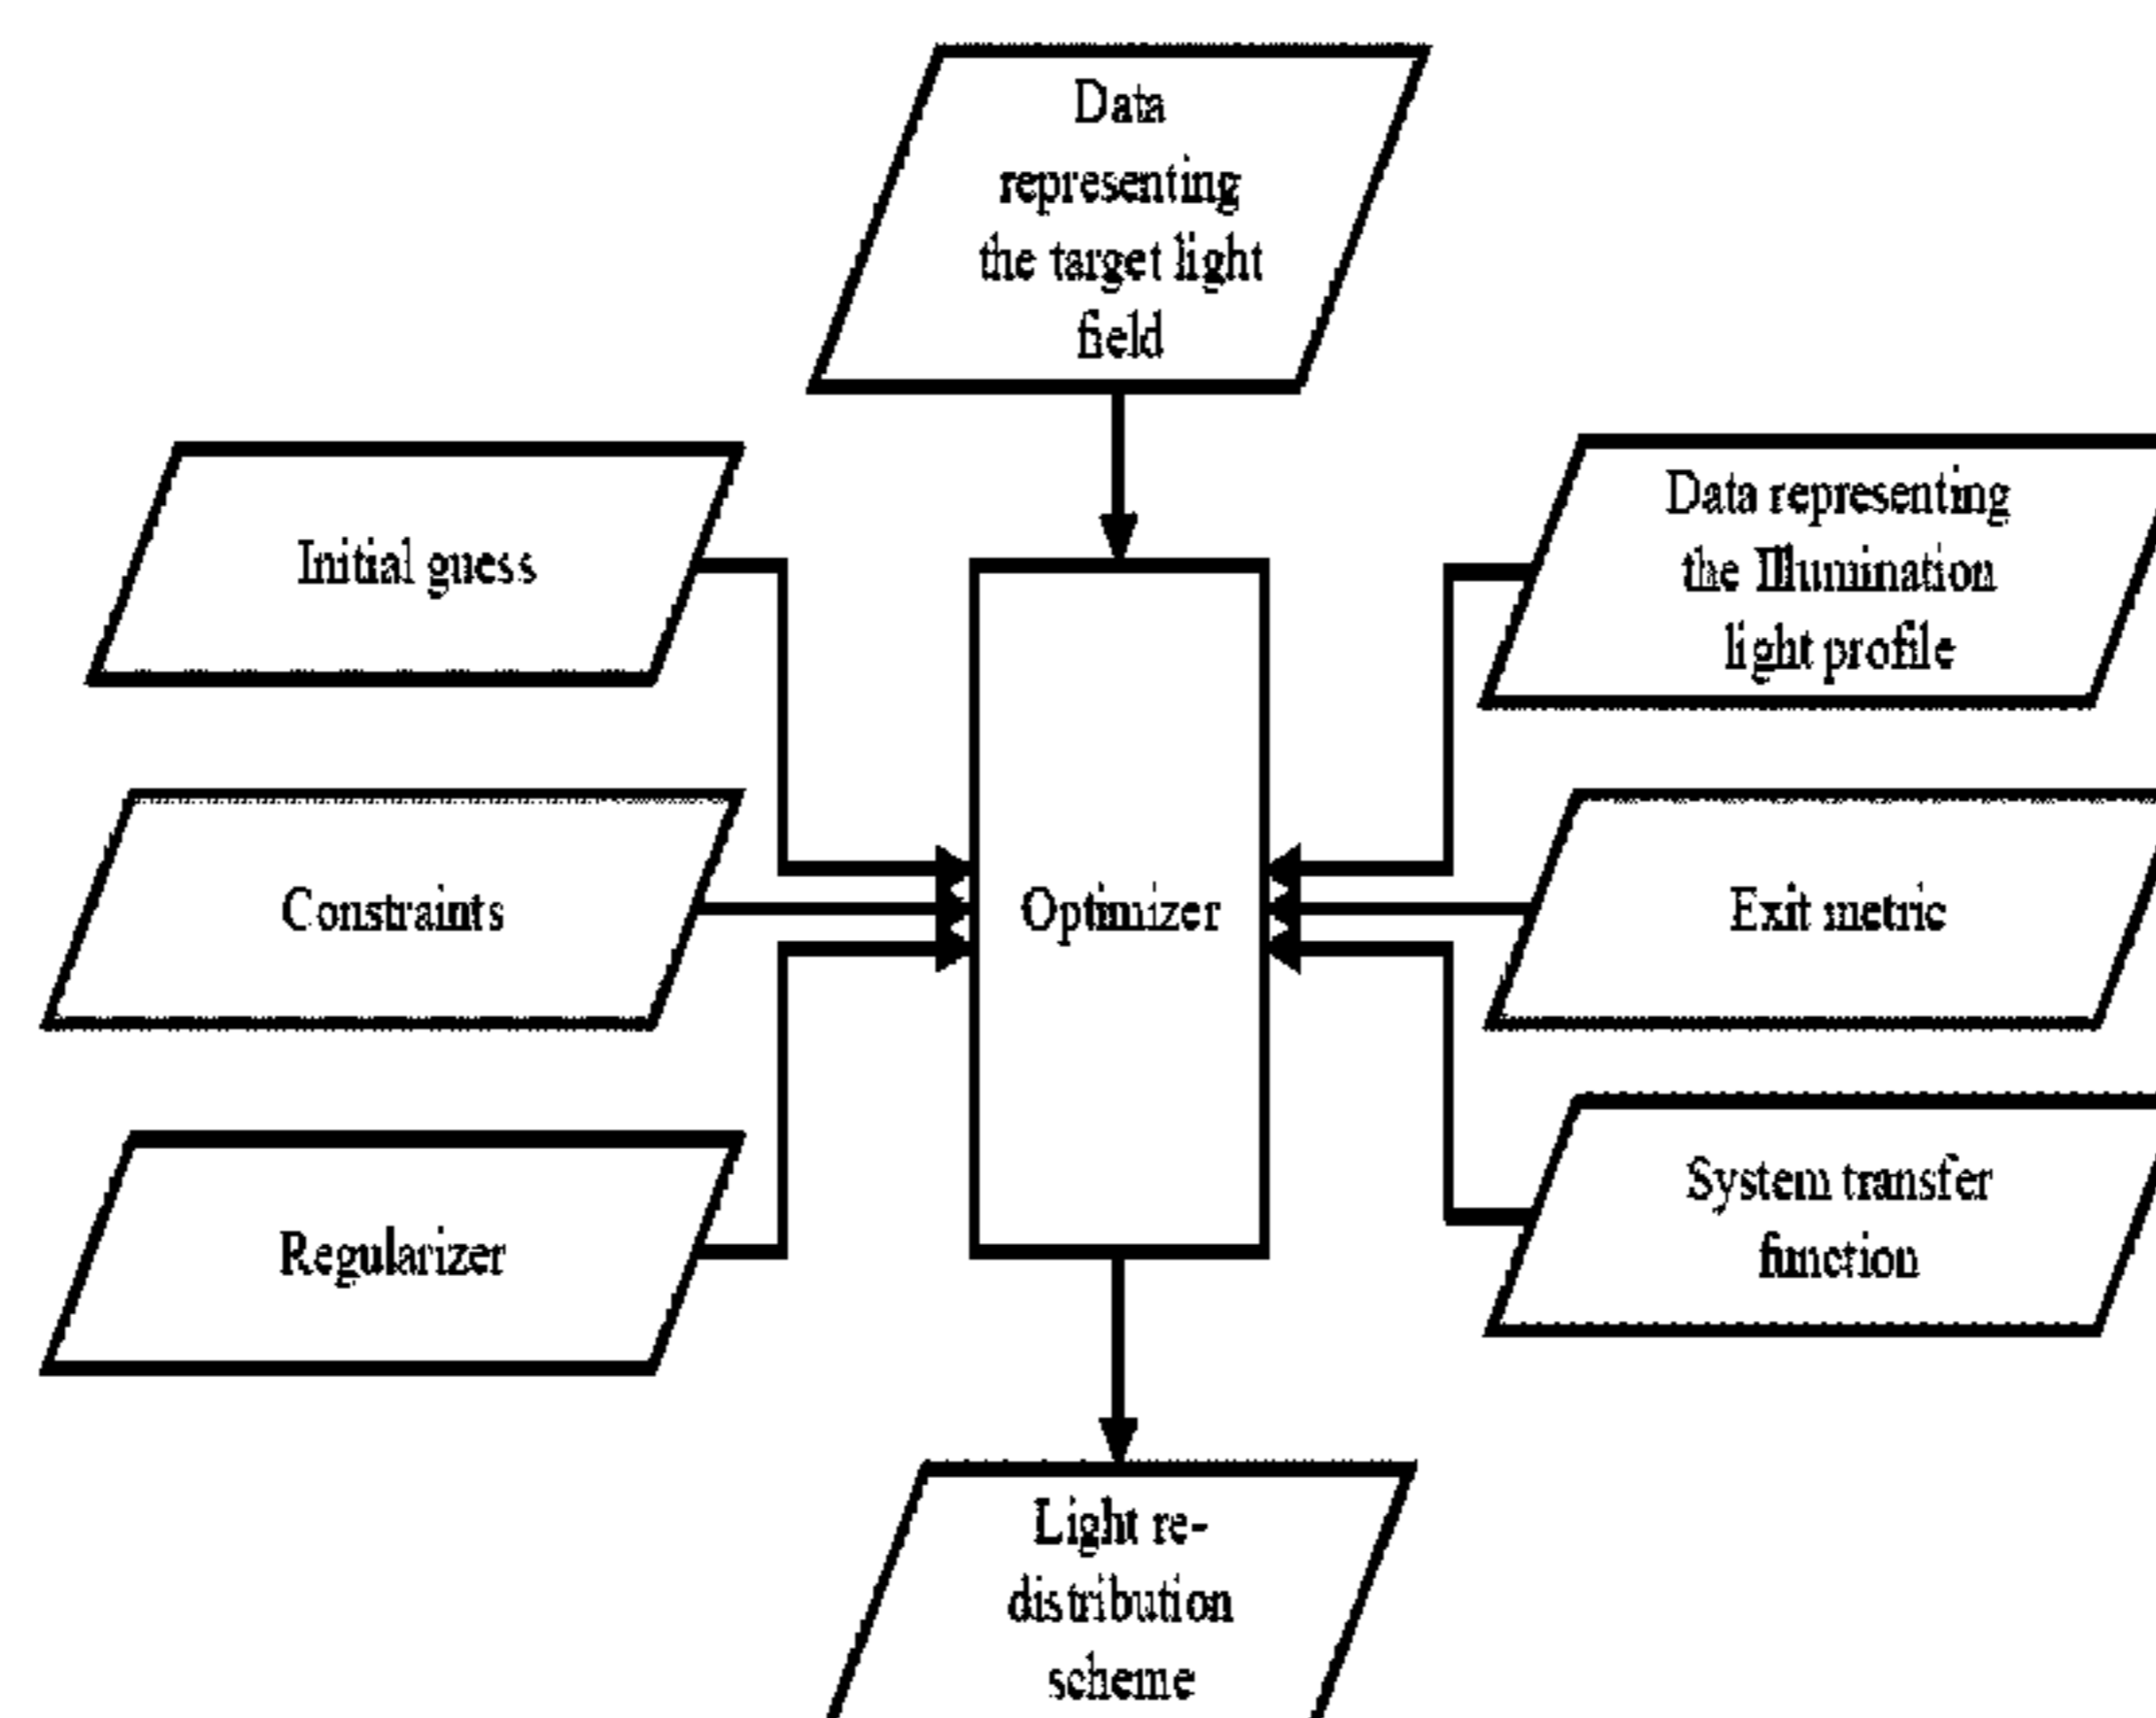 Data
representing
the target light
field
Initial guess
Data representing
the Illumination
light profile
Constraints
Optimizer
Exit metric
Regularizer
System transfer
function
Light re-
distribution
scheme